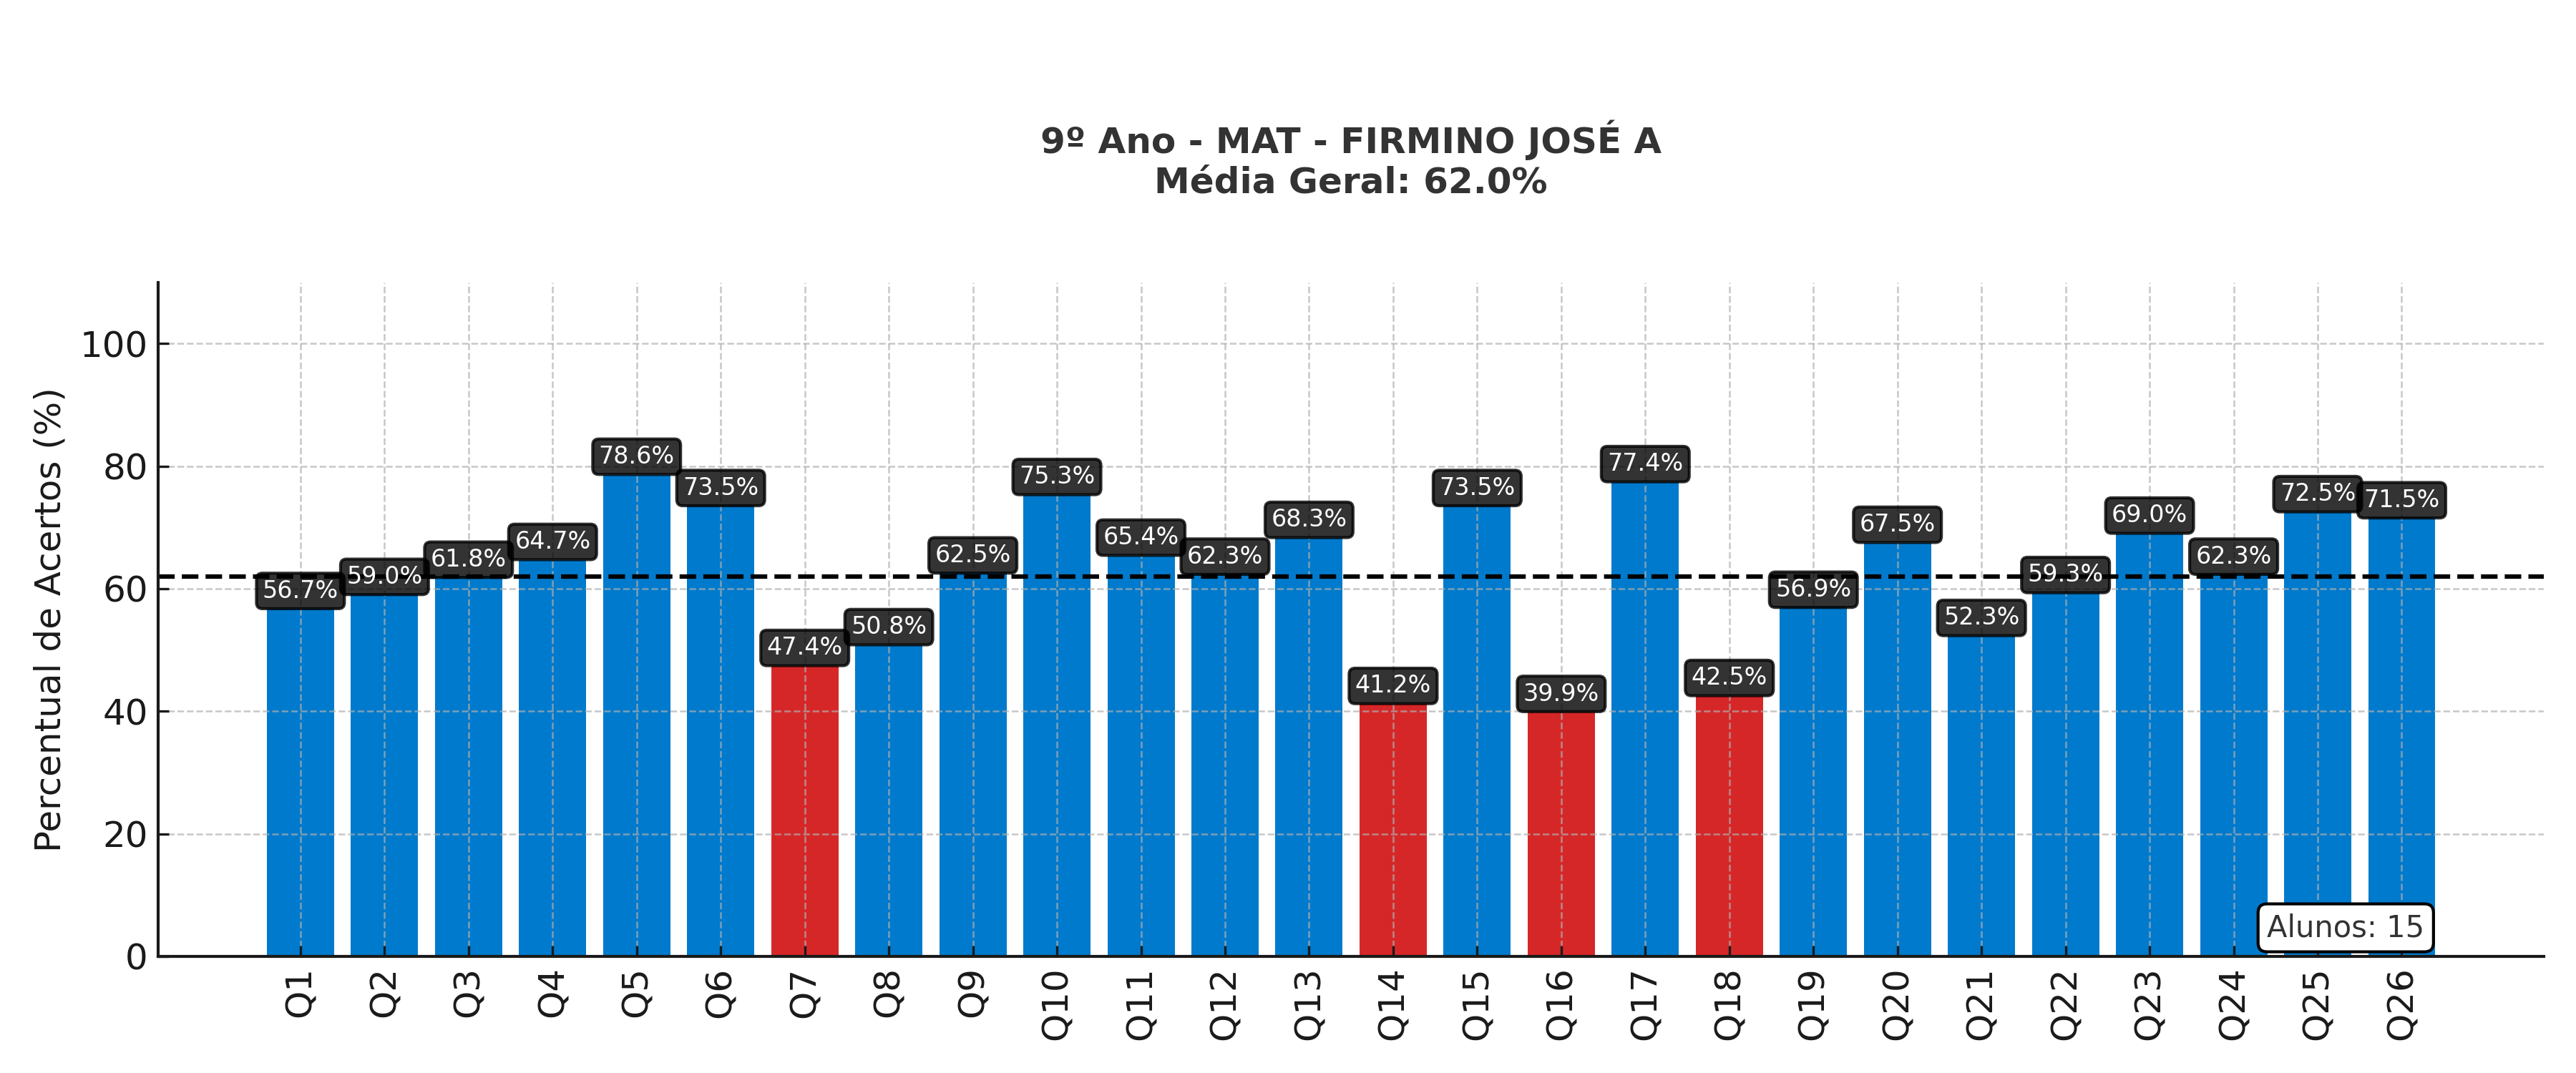 9º Ano - MAT - FIRMINO JOSÉ A
Média Geral: 62.0%
Percentual de Acertos (%)
100
80
60
40
20
0
56.7%
59.0%
61.8%
64.7%
78.6%
73.5%
47.4%
50.8%
62.5%
75.3%
65.4%
62.3%
68.3%
41.2%
73.5%
39.9%
77.4%
42.5%
56.9%
67.5%
52.3%
59.3%
69.0%
62.3%
72.5%
71.5%
Alunos: 15
Q1
Q2
Q3
Q4
Q5
Q6
Q7
Q8
Q9
Q10
Q11
Q12
Q13
Q14
Q15
Q16
Q17
Q18
Q19
Q20
Q21
Q22
Q23
Q24
Q25
Q26